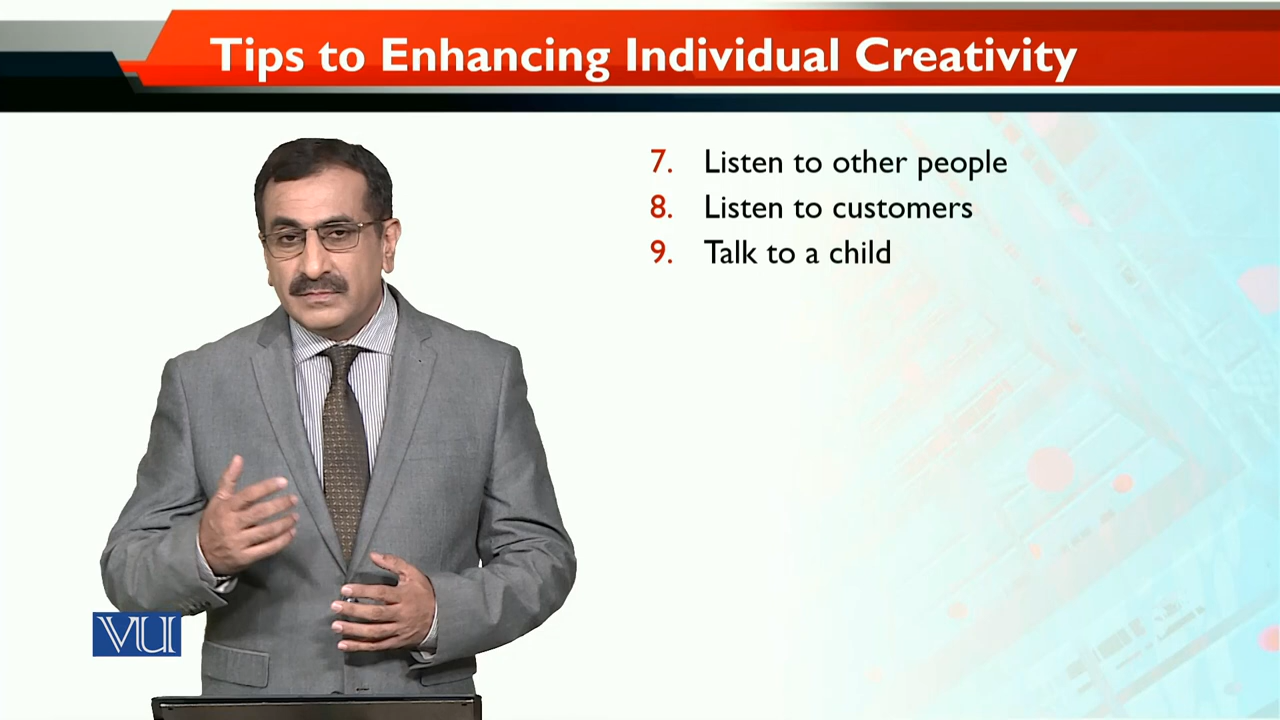 Tips to Enhancing Individual Creativity
7. Listen to other people
8. Listen to customers
9. Talk to a child
VU